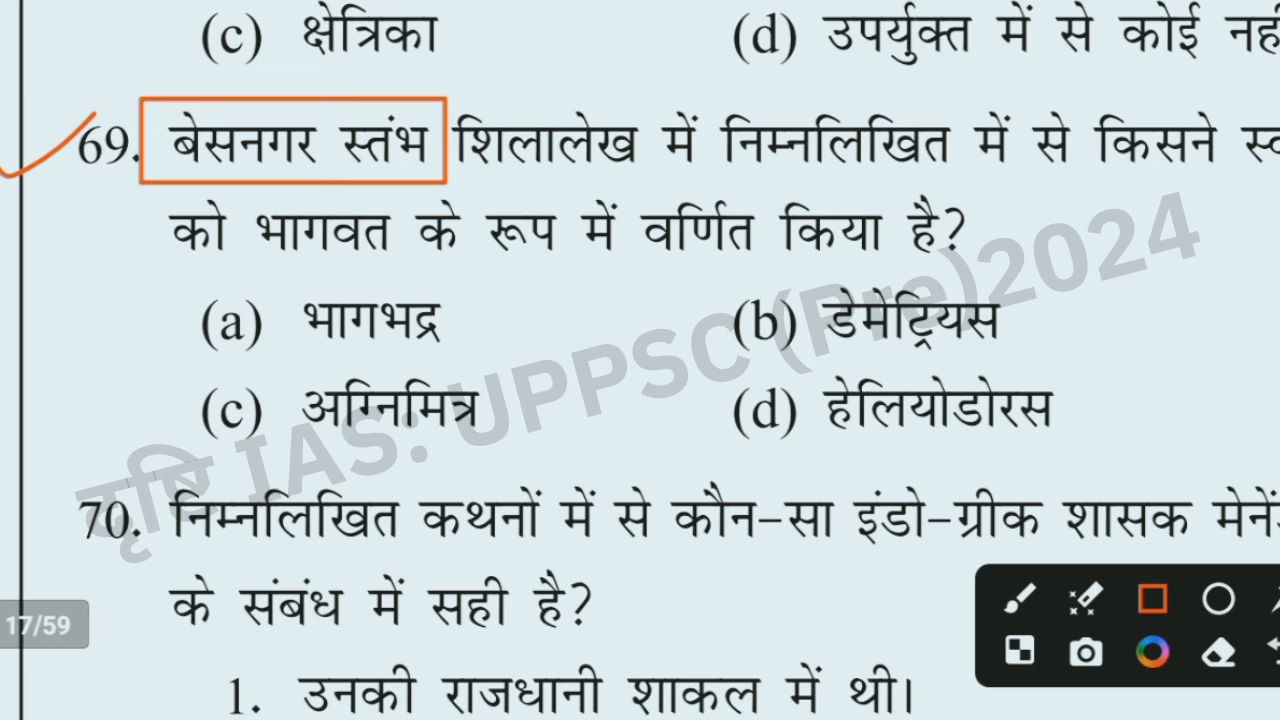 (c) क्षेत्रिका (d) उपर्युक्त में से कोई
69. बेसनगर स्तंभ शिलालेख में निम्नलिखित में से किसने
को भागवत के रूप में वर्णित किया है?
(a) भागभद्र (b) डेमेट्रियस
(c) अग्निमित्र (d) हेलियोडोरस
दृष्टि IAS: UPPSC (Pre) 2024
70. निम्नलिखित कथनों में से कौन-सा इंडो-ग्रीक शासक
के संबंध में सही है?
17/59
1. उनकी राजधानी शाकल में थी।